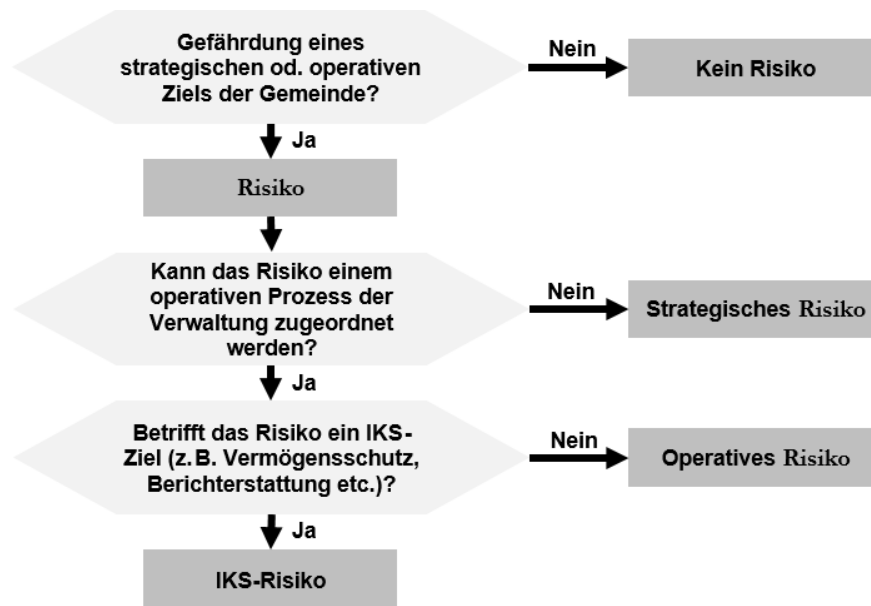 Gefährdung eines
strategischen od. operativen
Ziels der Gemeinde?
Nein
Kein Risiko
Ja
Risiko
Kann das Risiko einem
operativen Prozess der
Verwaltung zugeordnet
werden?
Nein
Strategisches Risiko
Ja
Betrifft das Risiko ein IKS-
Ziel (z.B. Vermögensschutz,
Berichterstattung etc.)?
Nein
Operatives Risiko
Ja
IKS-Risiko